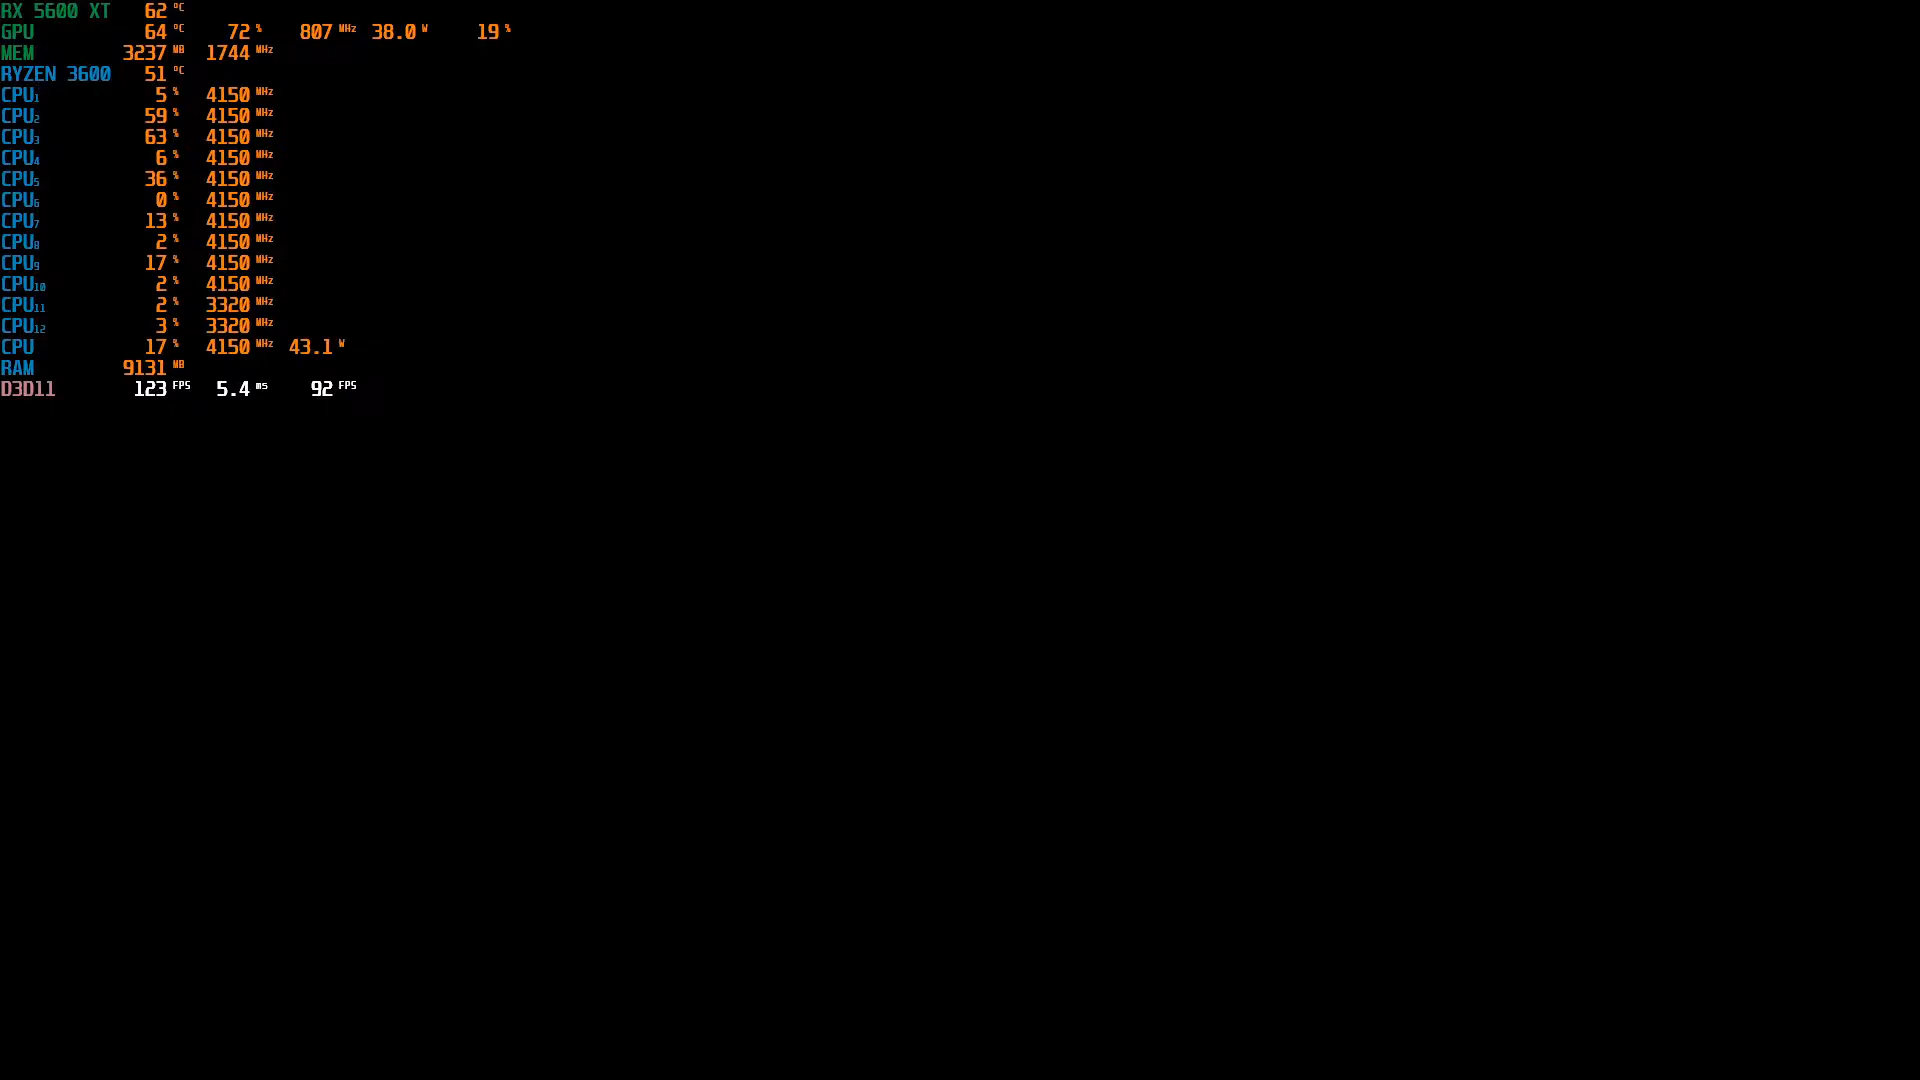 RX 5600 XT 62 °C
GPU 64 °C 72 % 807 MHz 38.0 W 19 %
MEM 3237 MB 1744 MHz
RYZEN 3600 51 °C
CPU1 5 % 4150 MHz
CPU2 59 % 4150 MHz
CPU3 63 % 4150 MHz
CPU4 6 % 4150 MHz
CPU5 36 % 4150 MHz
CPU6 0 % 4150 MHz
CPU7 13 % 4150 MHz
CPU8 2 % 4150 MHz
CPU9 17 % 4150 MHz
CPU10 2 % 4150 MHz
CPU11 2 % 3320 MHz
CPU12 3 % 3320 MHz
CPU 17 % 4150 MHz 43.1 W
RAM 9131 MB
D3D11 123 FPS 5.4 ms 92 FPS